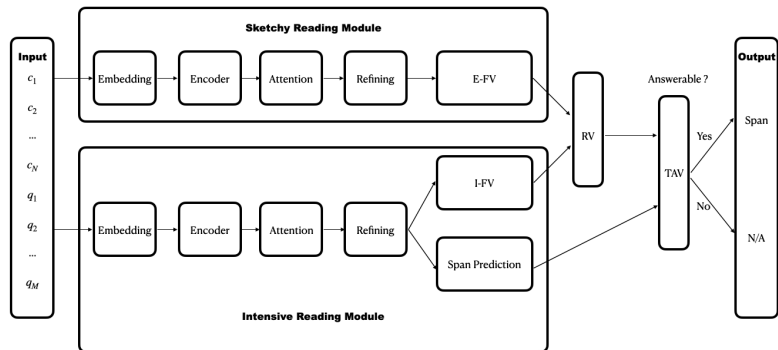 Sketchy Reading Module
Input
c1
c2
...
cN
q1
q2
...
qM
Embedding
Encoder
Attention
Refining
E-FV
Embedding
Encoder
Attention
Refining
I-FV
Span Prediction
Intensive Reading Module
RV
Answerable ?
TAV
Yes
No
Output
Span
N/A